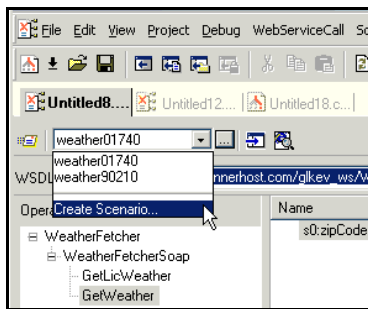 File Edit View Project Debug WebServiceCall
Untitled8.... Untitled12.... Untitled18.c...
weather01740 ...
weather01740
WSDL weather90210 nnerhost.com/glkev_ws/
Create Scenario... Name
WeatherFetcher s0:zipCode
WeatherFetcherSoap
GetLicWeather
GetWeather